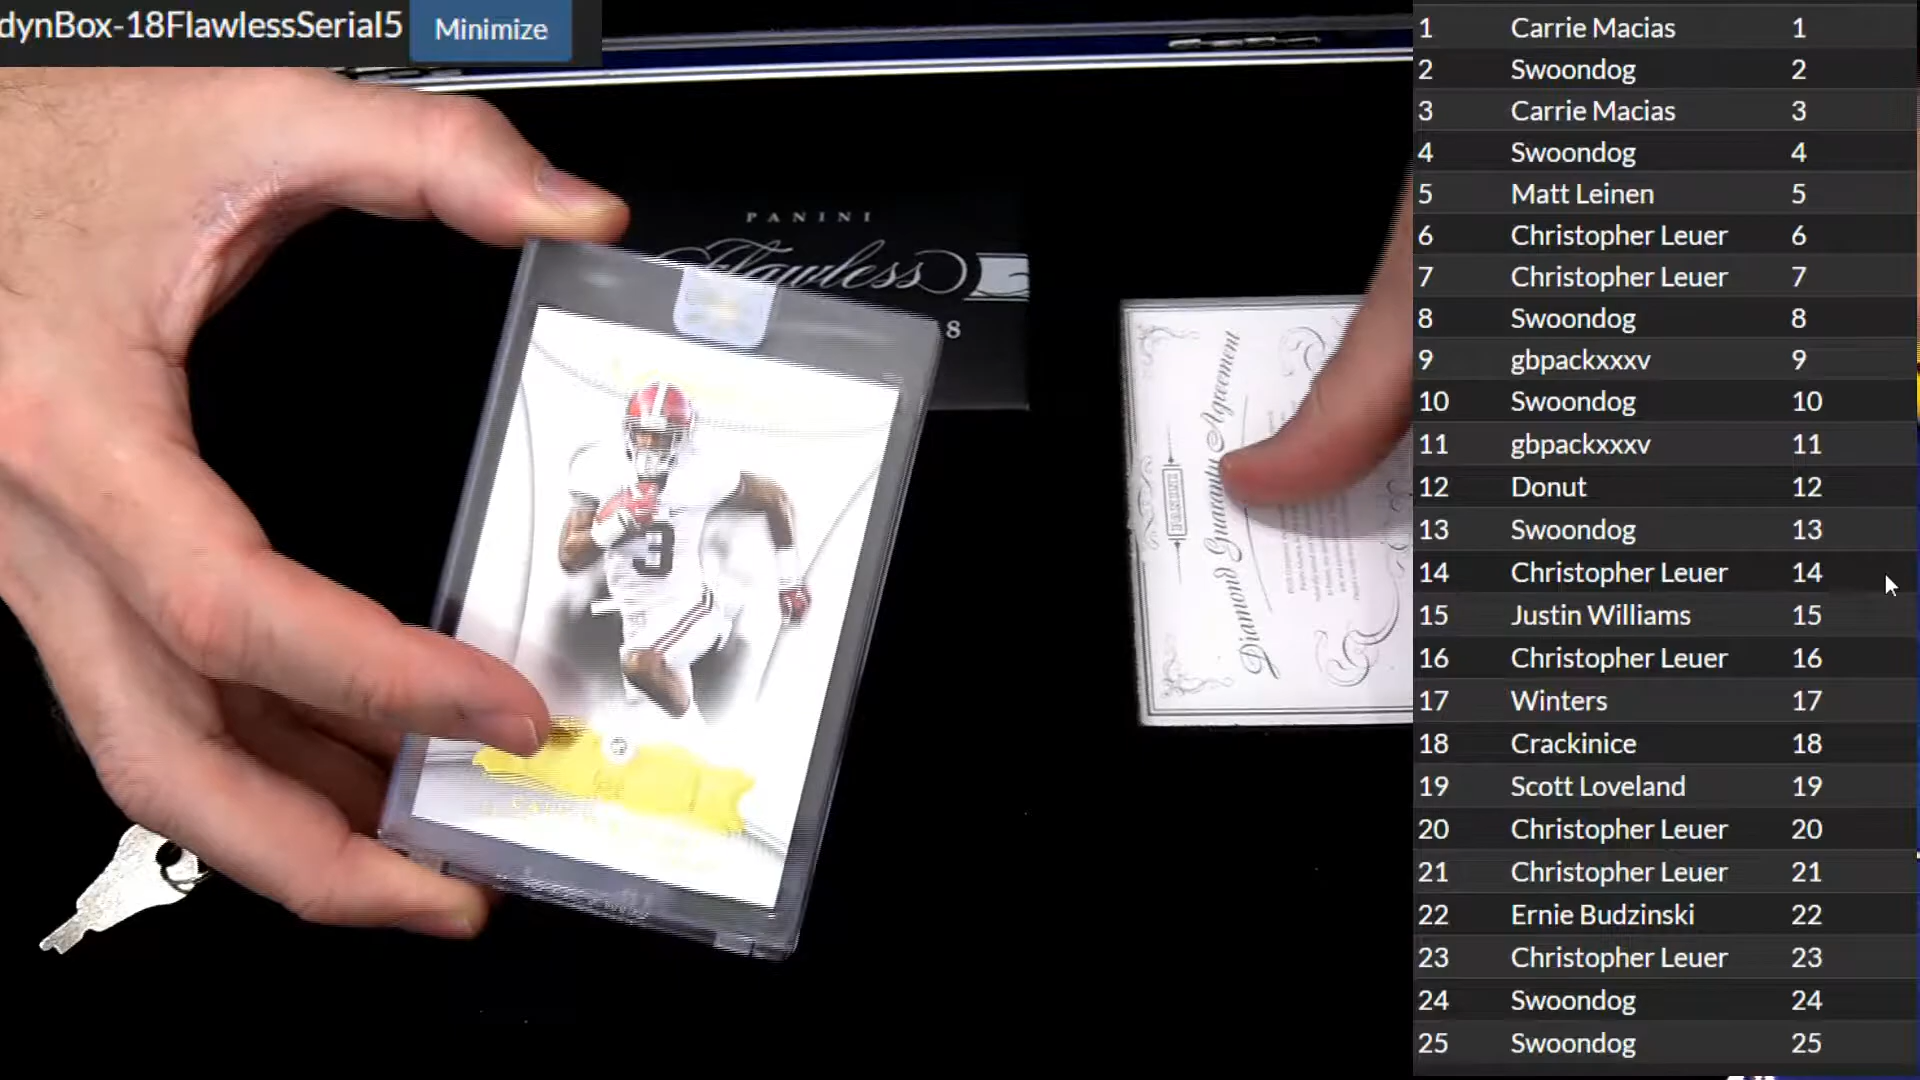 dynBox-18FlawlessSerial5
Minimize
PANINI
Flawless
8
3
Diamond Guaranty Agreement
PANINI
1 Carrie Macias 1
2 Swoondog 2
3 Carrie Macias 3
4 Swoondog 4
5 Matt Leinen 5
6 Christopher Leuer 6
7 Christopher Leuer 7
8 Swoondog 8
9 gbpackxxxv 9
10 Swoondog 10
11 gbpackxxxv 11
12 Donut 12
13 Swoondog 13
14 Christopher Leuer 14
15 Justin Williams 15
16 Christopher Leuer 16
17 Winters 17
18 Crackinice 18
19 Scott Loveland 19
20 Christopher Leuer 20
21 Christopher Leuer 21
22 Ernie Budzinski 22
23 Christopher Leuer 23
24 Swoondog 24
25 Swoondog 25